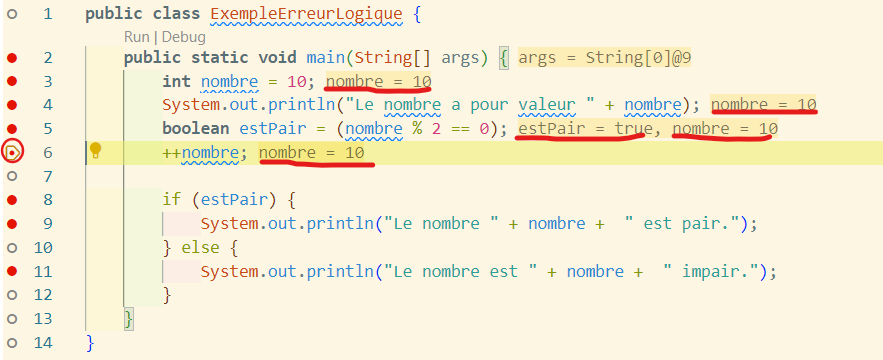 1 public class ExempleErreurLogique {
Run | Debug
2 public static void main(String[] args) { args = String[0]@9
3 int nombre = 10; nombre = 10
4 System.out.println("Le nombre a pour valeur " + nombre); nombre = 10
5 boolean estPair = (nombre % 2 == 0); estPair = true, nombre = 10
6 ++nombre; nombre = 10
7
8 if (estPair) {
9 System.out.println("Le nombre " + nombre +  " est pair.");
10 } else {
11 System.out.println("Le nombre est " + nombre +  " impair.");
12 }
13 }
14 }